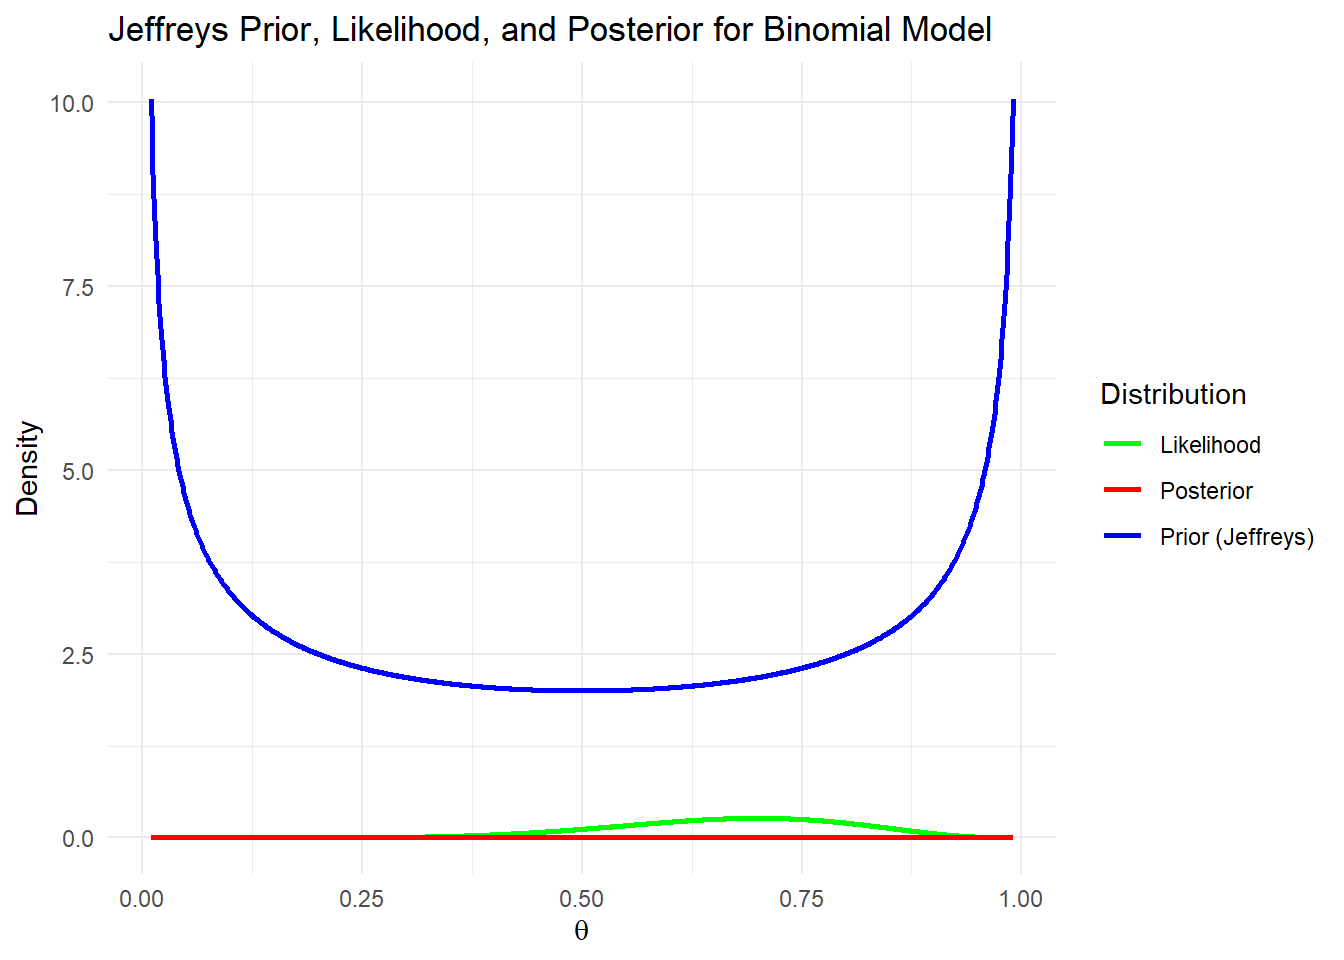 Jeffreys Prior, Likelihood, and Posterior for Binomial Model
10.0
7.5
5.0
2.5
0.0
Density
0.00 0.25 0.50 0.75 1.00
θ
Distribution
Likelihood
Posterior
Prior (Jeffreys)